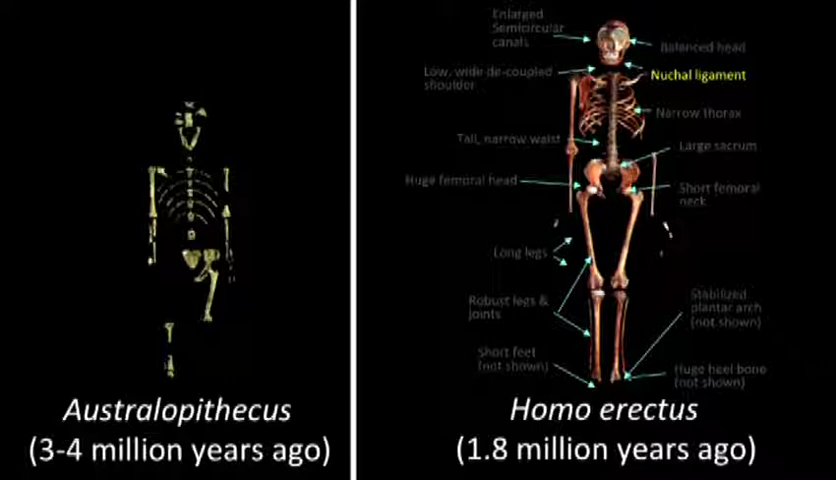 Enlarged
Semicircular
canals
Balanced head
Low, wide de-coupled
shoulder
Nuchal ligament
Narrow thorax
Tall, narrow waist
Large sacrum
Huge femoral head
Short femoral
neck
Long legs
Robust legs &
joints
Stabilized
plantar arch
(not shown)
Short feet
(not shown)
Huge heel bone
(not shown)
Australopithecus
(3-4 million years ago)
Homo erectus
(1.8 million years ago)